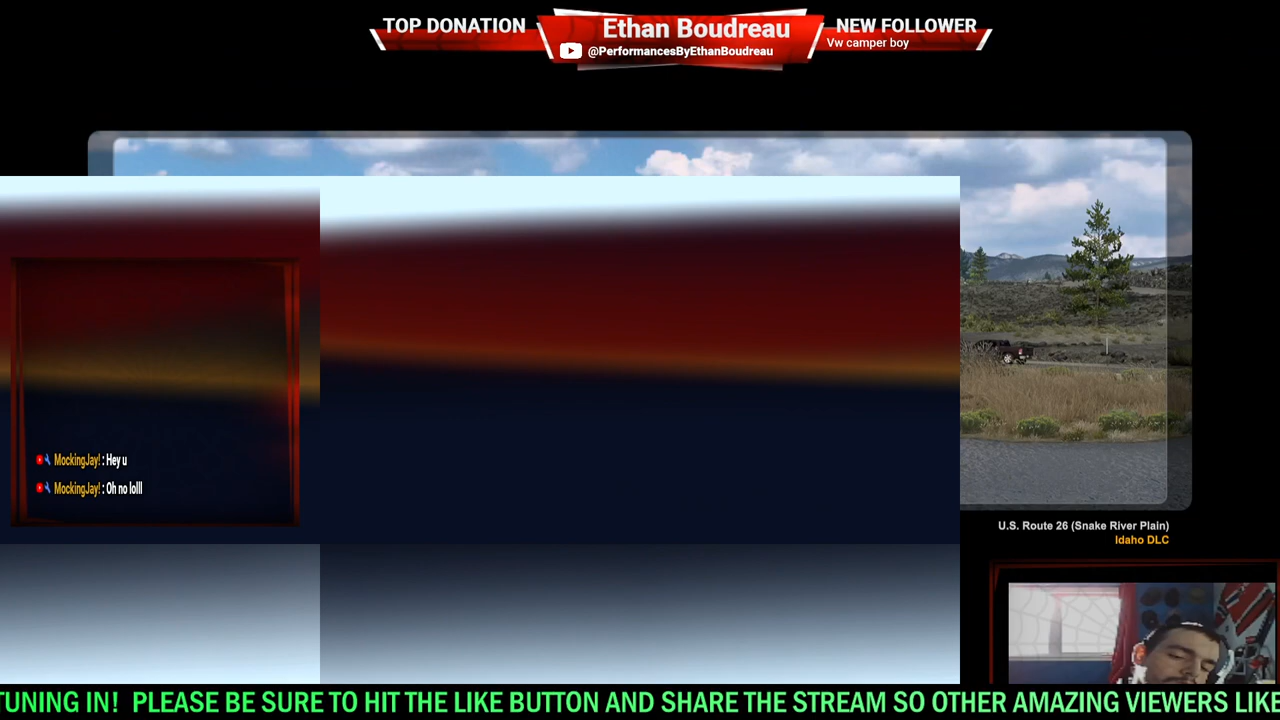 TOP DONATION
Ethan Boudreau
@PerformancesByEthanBoudreau
NEW FOLLOWER
Vw camper boy
MockingJay! : Hey u
MockingJay! : Oh no lolll
U.S. Route 26 (Snake River Plain)
Idaho DLC
TUNING IN! PLEASE BE SURE TO HIT THE LIKE BUTTON AND SHARE THE STREAM SO OTHER AMAZING VIEWERS LIKE